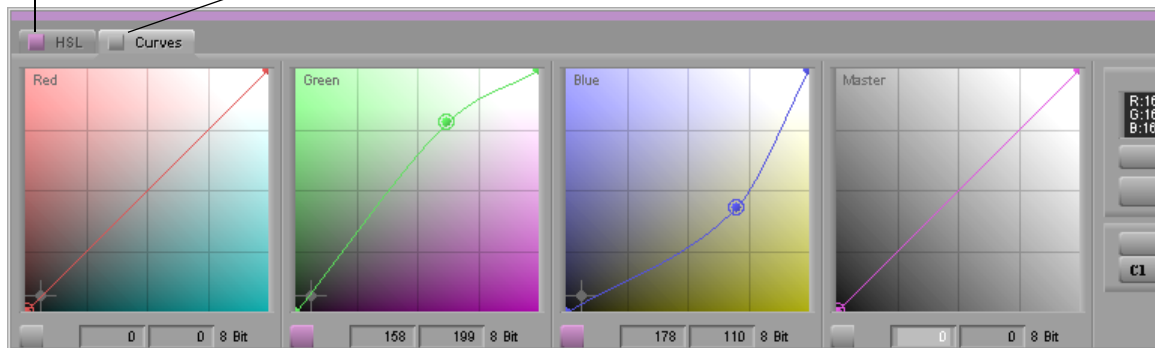 HSL Curves
Red Green Blue Master
R:16
G:16
B:16
C1
0 0 8 Bit 158 199 8 Bit 178 110 8 Bit 0 0 8 Bit